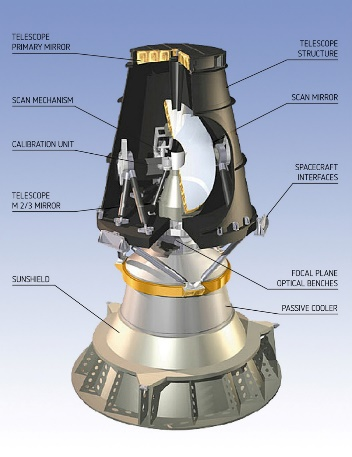 TELESCOPE
PRIMARY MIRROR
TELESCOPE
STRUCTURE
SCAN MECHANISM
SCAN MIRROR
CALIBRATION UNIT
SPACECRAFT
INTERFACES
TELESCOPE
M 2/3 MIRROR
FOCAL PLANE
OPTICAL BENCHES
SUNSHIELD
PASSIVE COOLER